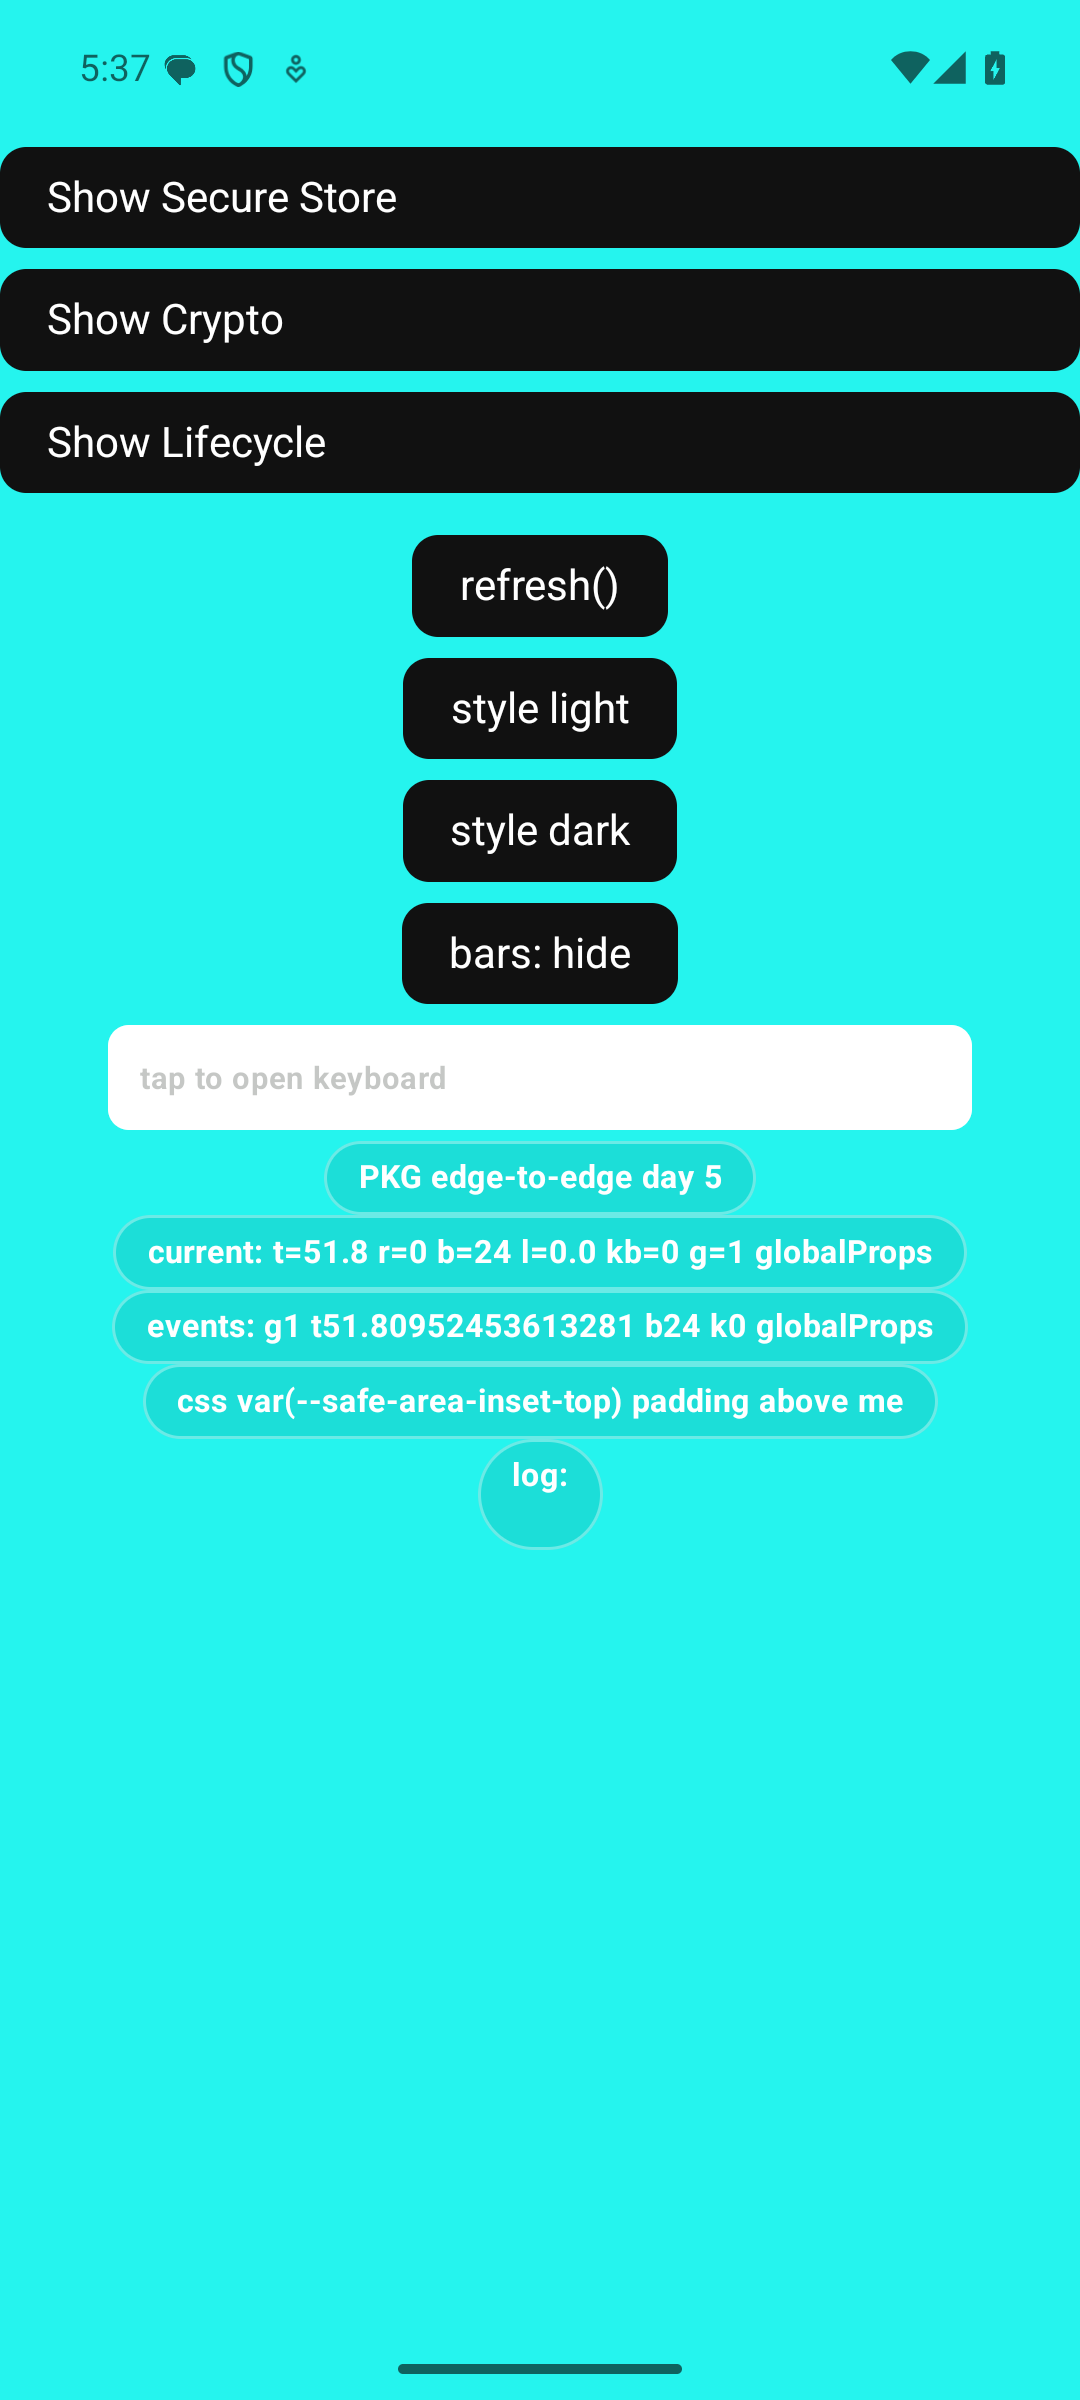 5:37
Show Secure Store
Show Crypto
Show Lifecycle
refresh()
style light
style dark
bars: hide
tap to open keyboard
PKG edge-to-edge day 5
current: t=51.8 r=0 b=24 l=0.0 kb=0 g=1 globalProps
events: g1 t51.80952453613281 b24 k0 globalProps
css var(--safe-area-inset-top) padding above me
log: